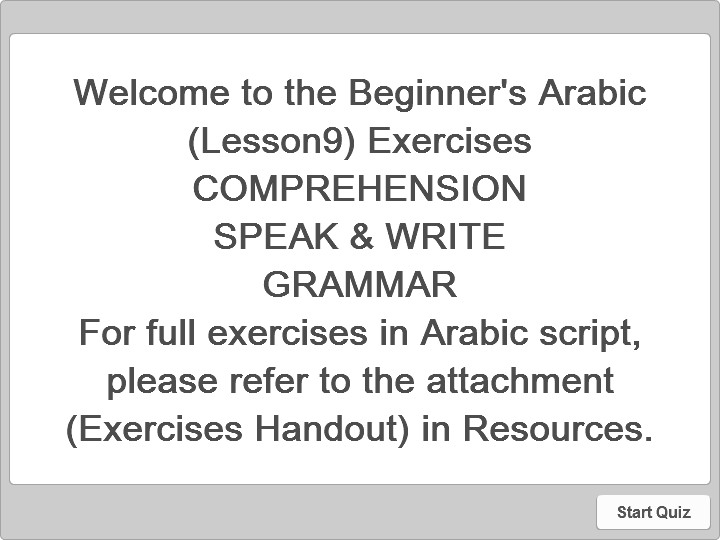 Welcome to the Beginner's Arabic
(Lesson9) Exercises
COMPREHENSION
SPEAK & WRITE
GRAMMAR
For full exercises in Arabic script,
please refer to the attachment
(Exercises Handout) in Resources.
Start Quiz